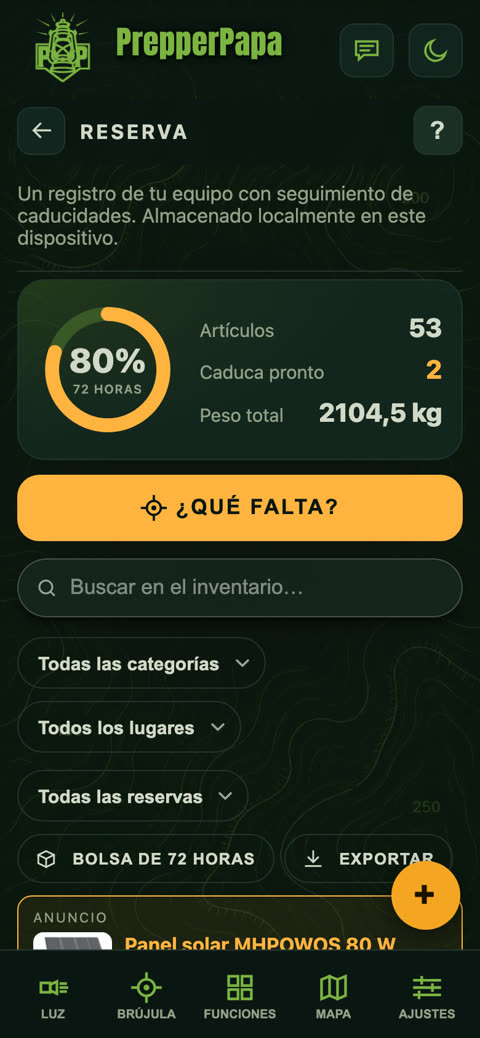 PrepperPapa
RESERVA
?
Un registro de tu equipo con seguimiento de
caducidades. Almacenado localmente en este
dispositivo.
80%
72 HORAS
Artículos 53
Caduca pronto 2
Peso total 2104,5 kg
¿QUÉ FALTA?
Buscar en el inventario…
Todas las categorías
Todos los lugares
Todas las reservas
250
BOLSA DE 72 HORAS
EXPORTAR
+
ANUNCIO
Panel solar MHPOWOS 80 W
LUZ
BRÚJULA
FUNCIONES
MAPA
AJUSTES